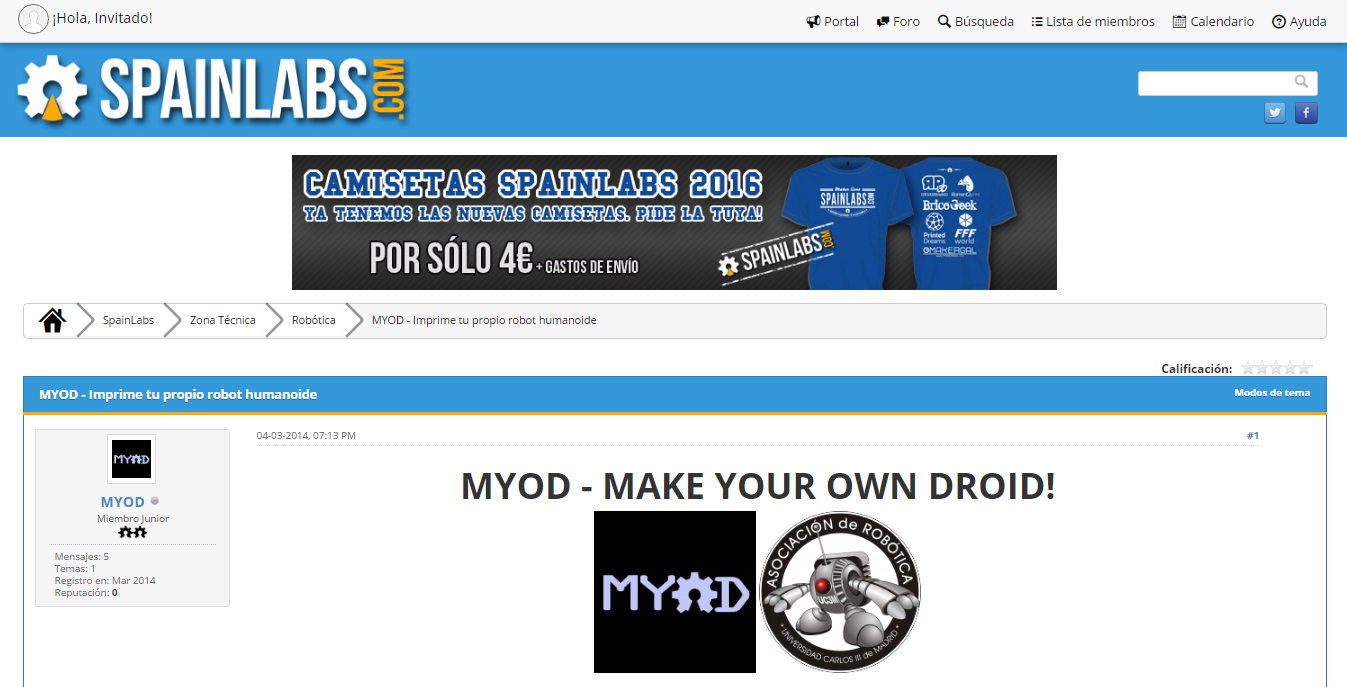 ¡Hola, Invitado!
Portal Foro Búsqueda Lista de miembros Calendario Ayuda
SPAINLABS.COM
CAMISETAS SPAINLABS 2016
YA TENEMOS LAS NUEVAS CAMISETAS. PIDE LA TUYA!
POR SÓLO 4€ + GASTOS DE ENVÍO
SPAINLABS.COM
SPAINLABS
BricoGeek
Printed
Dreams
FFF
world
@MAKERGAL
SpainLabs Zona Técnica Robótica MYOD - Imprime tu propio robot humanoide
Calificación:
MYOD - Imprime tu propio robot humanoide Modos de tema
MYOD
MYOD
Miembro Junior
Mensajes: 5
Temas: 1
Registro en: Mar 2014
Reputación: 0
04-03-2014, 07:13 PM #1
MYOD - MAKE YOUR OWN DROID!
MYOD
ASOCIACIÓN de ROBÓTICA
UC3M
UNIVERSIDAD CARLOS III de MADRID